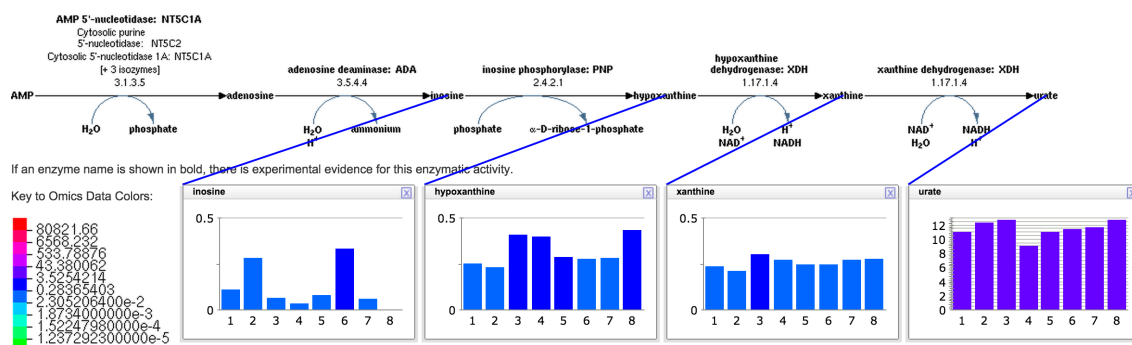 AMP 5'-nucleotidase: NT5C1A
Cytosolic purine
5'-nucleotidase: NT5C2
Cytosolic 5'-nucleotidase 1A: NT5C1A
[+ 3 isozymes]
3.1.3.5
adenosine deaminase: ADA
3.5.4.4
inosine phosphorylase: PNP
2.4.2.1
hypoxanthine
dehydrogenase: XDH
1.17.1.4
xanthine dehydrogenase: XDH
1.17.1.4
AMP adenosine inosine hypoxanthine xanthine urate
H2O phosphate H2O ammonium phosphate α-D-ribose-1-phosphate H2O H+ NAD+ NADH
H+ NAD+ NADH H2O H+
If an enzyme name is shown in bold, there is experimental evidence for this enzymatic activity.
Key to Omics Data Colors:
80821.66
6568.232
533.78876
43.380062
3.5254214
0.28365403
2.305206400e-2
1.8734000000e-3
1.52247980000e-4
1.237292300000e-5
inosine X
0.5
0
1 2 3 4 5 6 7 8
hypoxanthine X
0.5
0
1 2 3 4 5 6 7 8
xanthine X
0.5
0
1 2 3 4 5 6 7 8
urate X
12
10
8
6
4
2
0
1 2 3 4 5 6 7 8